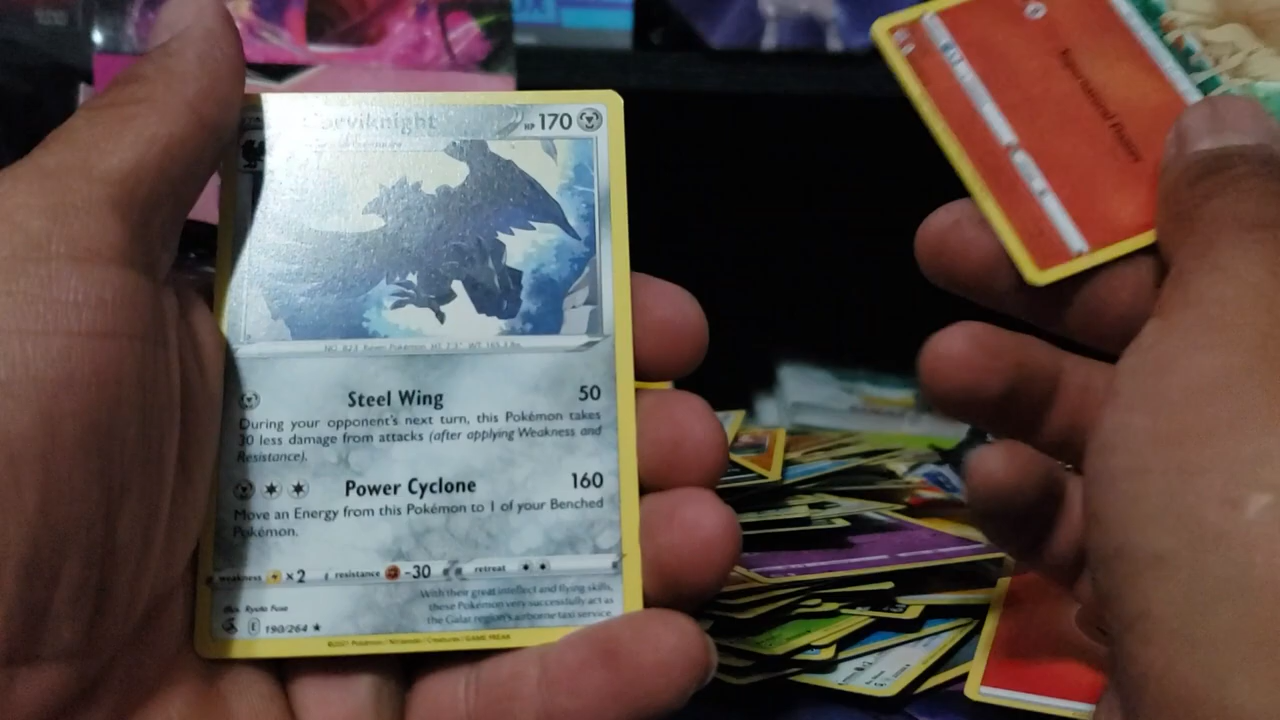 Corviknight
HP 170
NO. 823 Raven Pokémon HT: 7'3" WT: 165.3 lbs.
Steel Wing 50
During your opponent's next turn, this Pokémon takes
30 less damage from attacks (after applying Weakness and
Resistance).
Power Cyclone 160
Move an Energy from this Pokémon to 1 of your Benched
Pokémon.
weakness ×2 resistance -30 retreat
With their great intellect and flying skills,
these Pokémon very successfully act as
the Galar region's airborne taxi service.
Illus. Ryuta Fuse
E 190/264 ★
©2021 Pokémon / Nintendo / Creatures / GAME FREAK